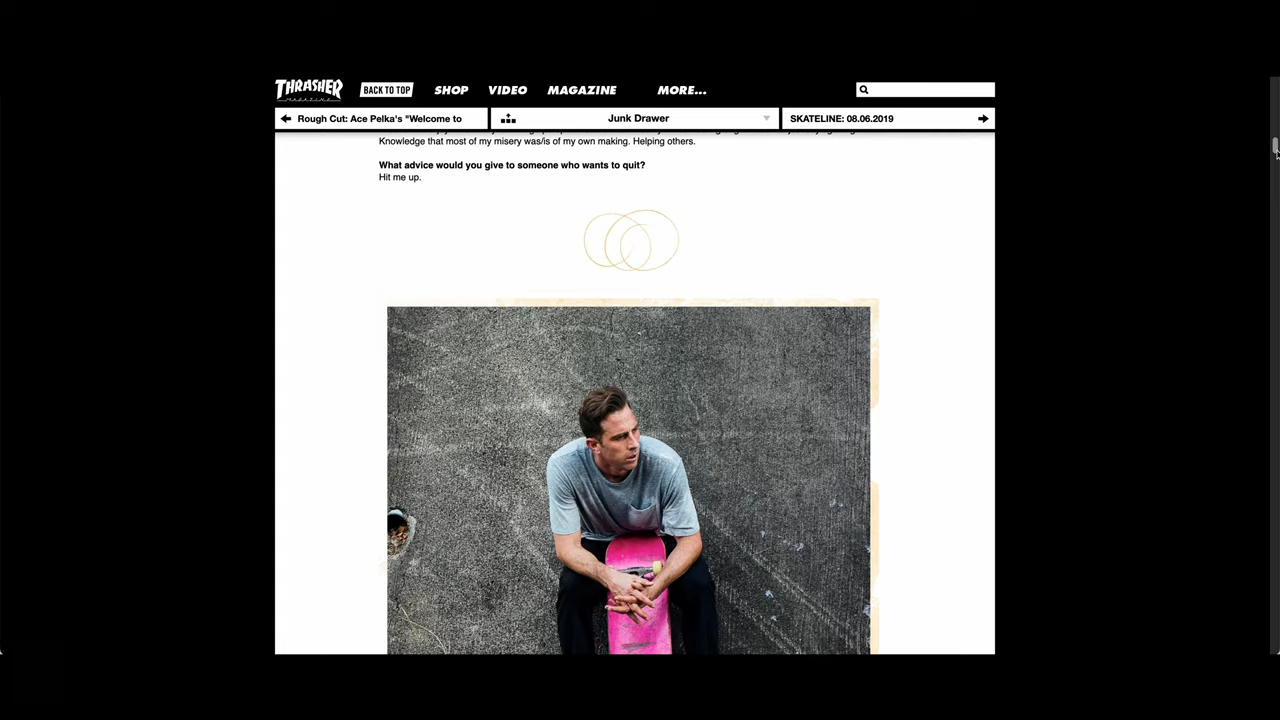 THRASHER
MAGAZINE
BACK TO TOP
SHOP
VIDEO
MAGAZINE
MORE...
Rough Cut: Ace Pelka's "Welcome to
Junk Drawer
SKATELINE: 08.06.2019
Knowledge that most of my misery was/is of my own making. Helping others.
What advice would you give to someone who wants to quit?
Hit me up.